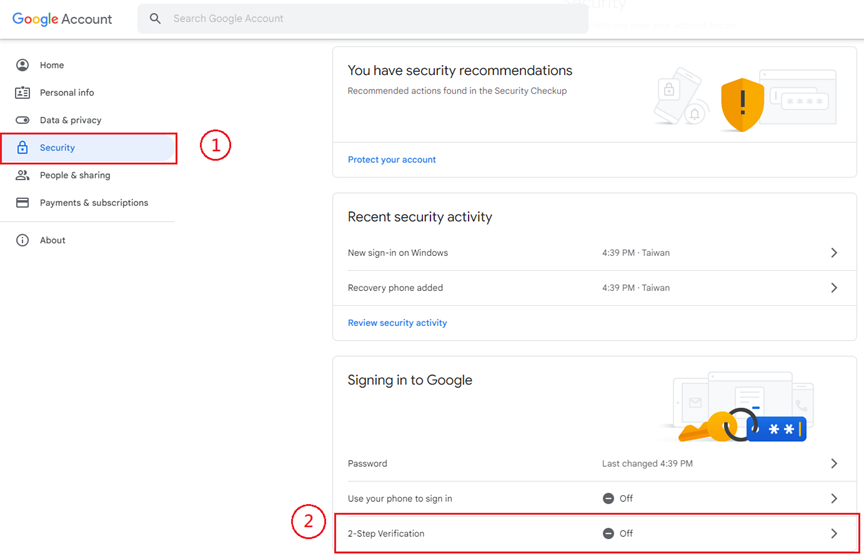 Google Account
Search Google Account
Security
Home
Personal info
Data & privacy
Security
People & sharing
Payments & subscriptions
About
1
You have security recommendations
Recommended actions found in the Security Checkup
Protect your account
Recent security activity
New sign-in on Windows 4:39 PM · Taiwan
Recovery phone added 4:39 PM · Taiwan
Review security activity
Signing in to Google
Password Last changed 4:39 PM
Use your phone to sign in Off
2
2-Step Verification Off